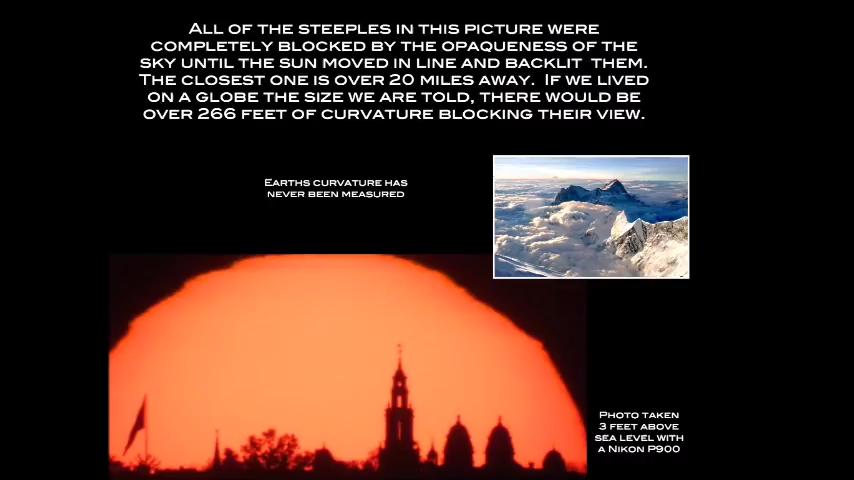 All of the steeples in this picture were
completely blocked by the opaqueness of the
sky until the sun moved in line and backlit them.
The closest one is over 20 miles away. If we lived
on a globe the size we are told, there would be
over 266 feet of curvature blocking their view.
Earths curvature has
never been measured
Photo taken
3 feet above
sea level with
a Nikon P900